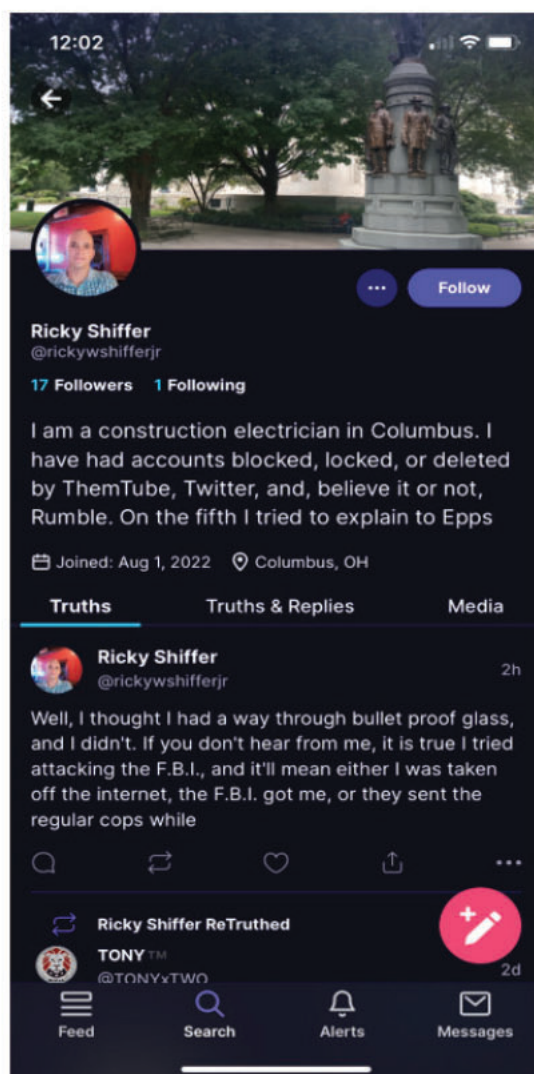 12:02
Follow
Ricky Shiffer
@rickywshifferjr
17 Followers 1 Following
I am a construction electrician in Columbus. I
have had accounts blocked, locked, or deleted
by ThemTube, Twitter, and, believe it or not,
Rumble. On the fifth I tried to explain to Epps
Joined: Aug 1, 2022 Columbus, OH
Truths Truths & Replies Media
Ricky Shiffer
2h
@rickywshifferjr
Well, I thought I had a way through bullet proof glass,
and I didn't. If you don't hear from me, it is true I tried
attacking the F.B.I., and it'll mean either I was taken
off the internet, the F.B.I. got me, or they sent the
regular cops while
Ricky Shiffer ReTruthed
TONY™
@TONYxTWO
2d
Feed Search Alerts Messages